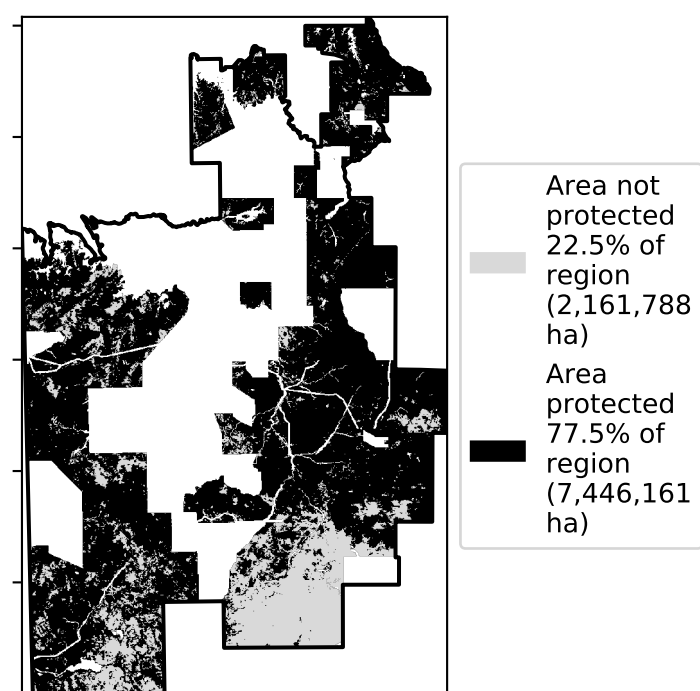 Area not
protected
22.5% of
region
(2,161,788
ha)
Area
protected
77.5% of
region
(7,446,161
ha)